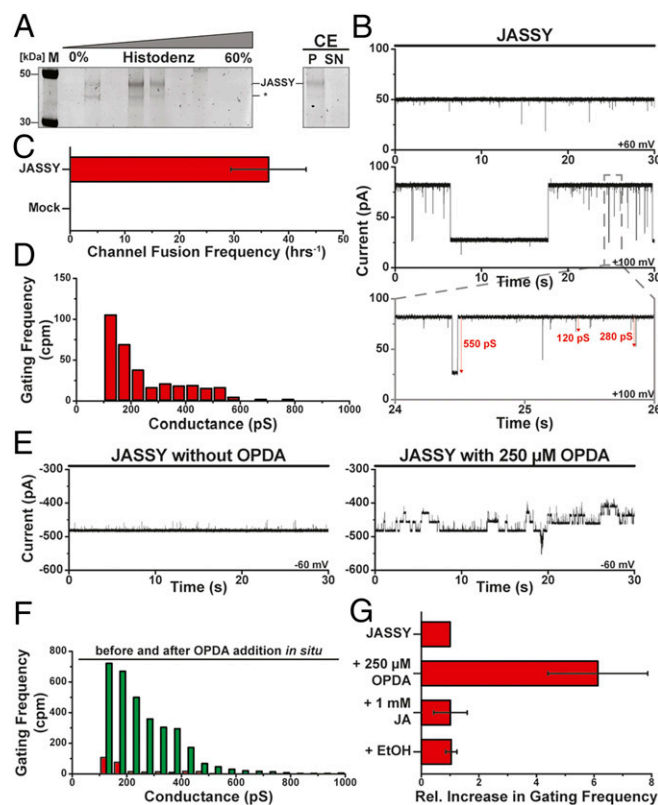 A
[kDa] M 0% Histodenz 60%
CE
P SN
50
JASSY
*
30
B
JASSY
100
50
0
0 10 20 30
+60 mV
100
75
50
25
0
Current (pA)
0 10 20 30
+100 mV
Time (s)
100
75
50
25
0
550 pS
120 pS
280 pS
+100 mV
24 25 26
Time (s)
C
JASSY
Mock
0 10 20 30 40 50
Channel Fusion Frequency (hrs-1)
D
Gating Frequency
(cpm)
150
100
50
0
0 200 400 600 800 1000
Conductance (pS)
E
JASSY without OPDA
Current (pA)
-300
-400
-500
-600
-60 mV
0 10 20 30
Time (s)
JASSY with 250 µM OPDA
-300
-400
-500
-600
-60 mV
0 10 20 30
Time (s)
F
before and after OPDA addition in situ
Gating Frequency
(cpm)
800
600
400
200
0
200 400 600 800 1000
Conductance (pS)
G
JASSY
+ 250 µM
OPDA
+ 1 mM
JA
+ EtOH
0 2 4 6 8
Rel. Increase in Gating Frequency